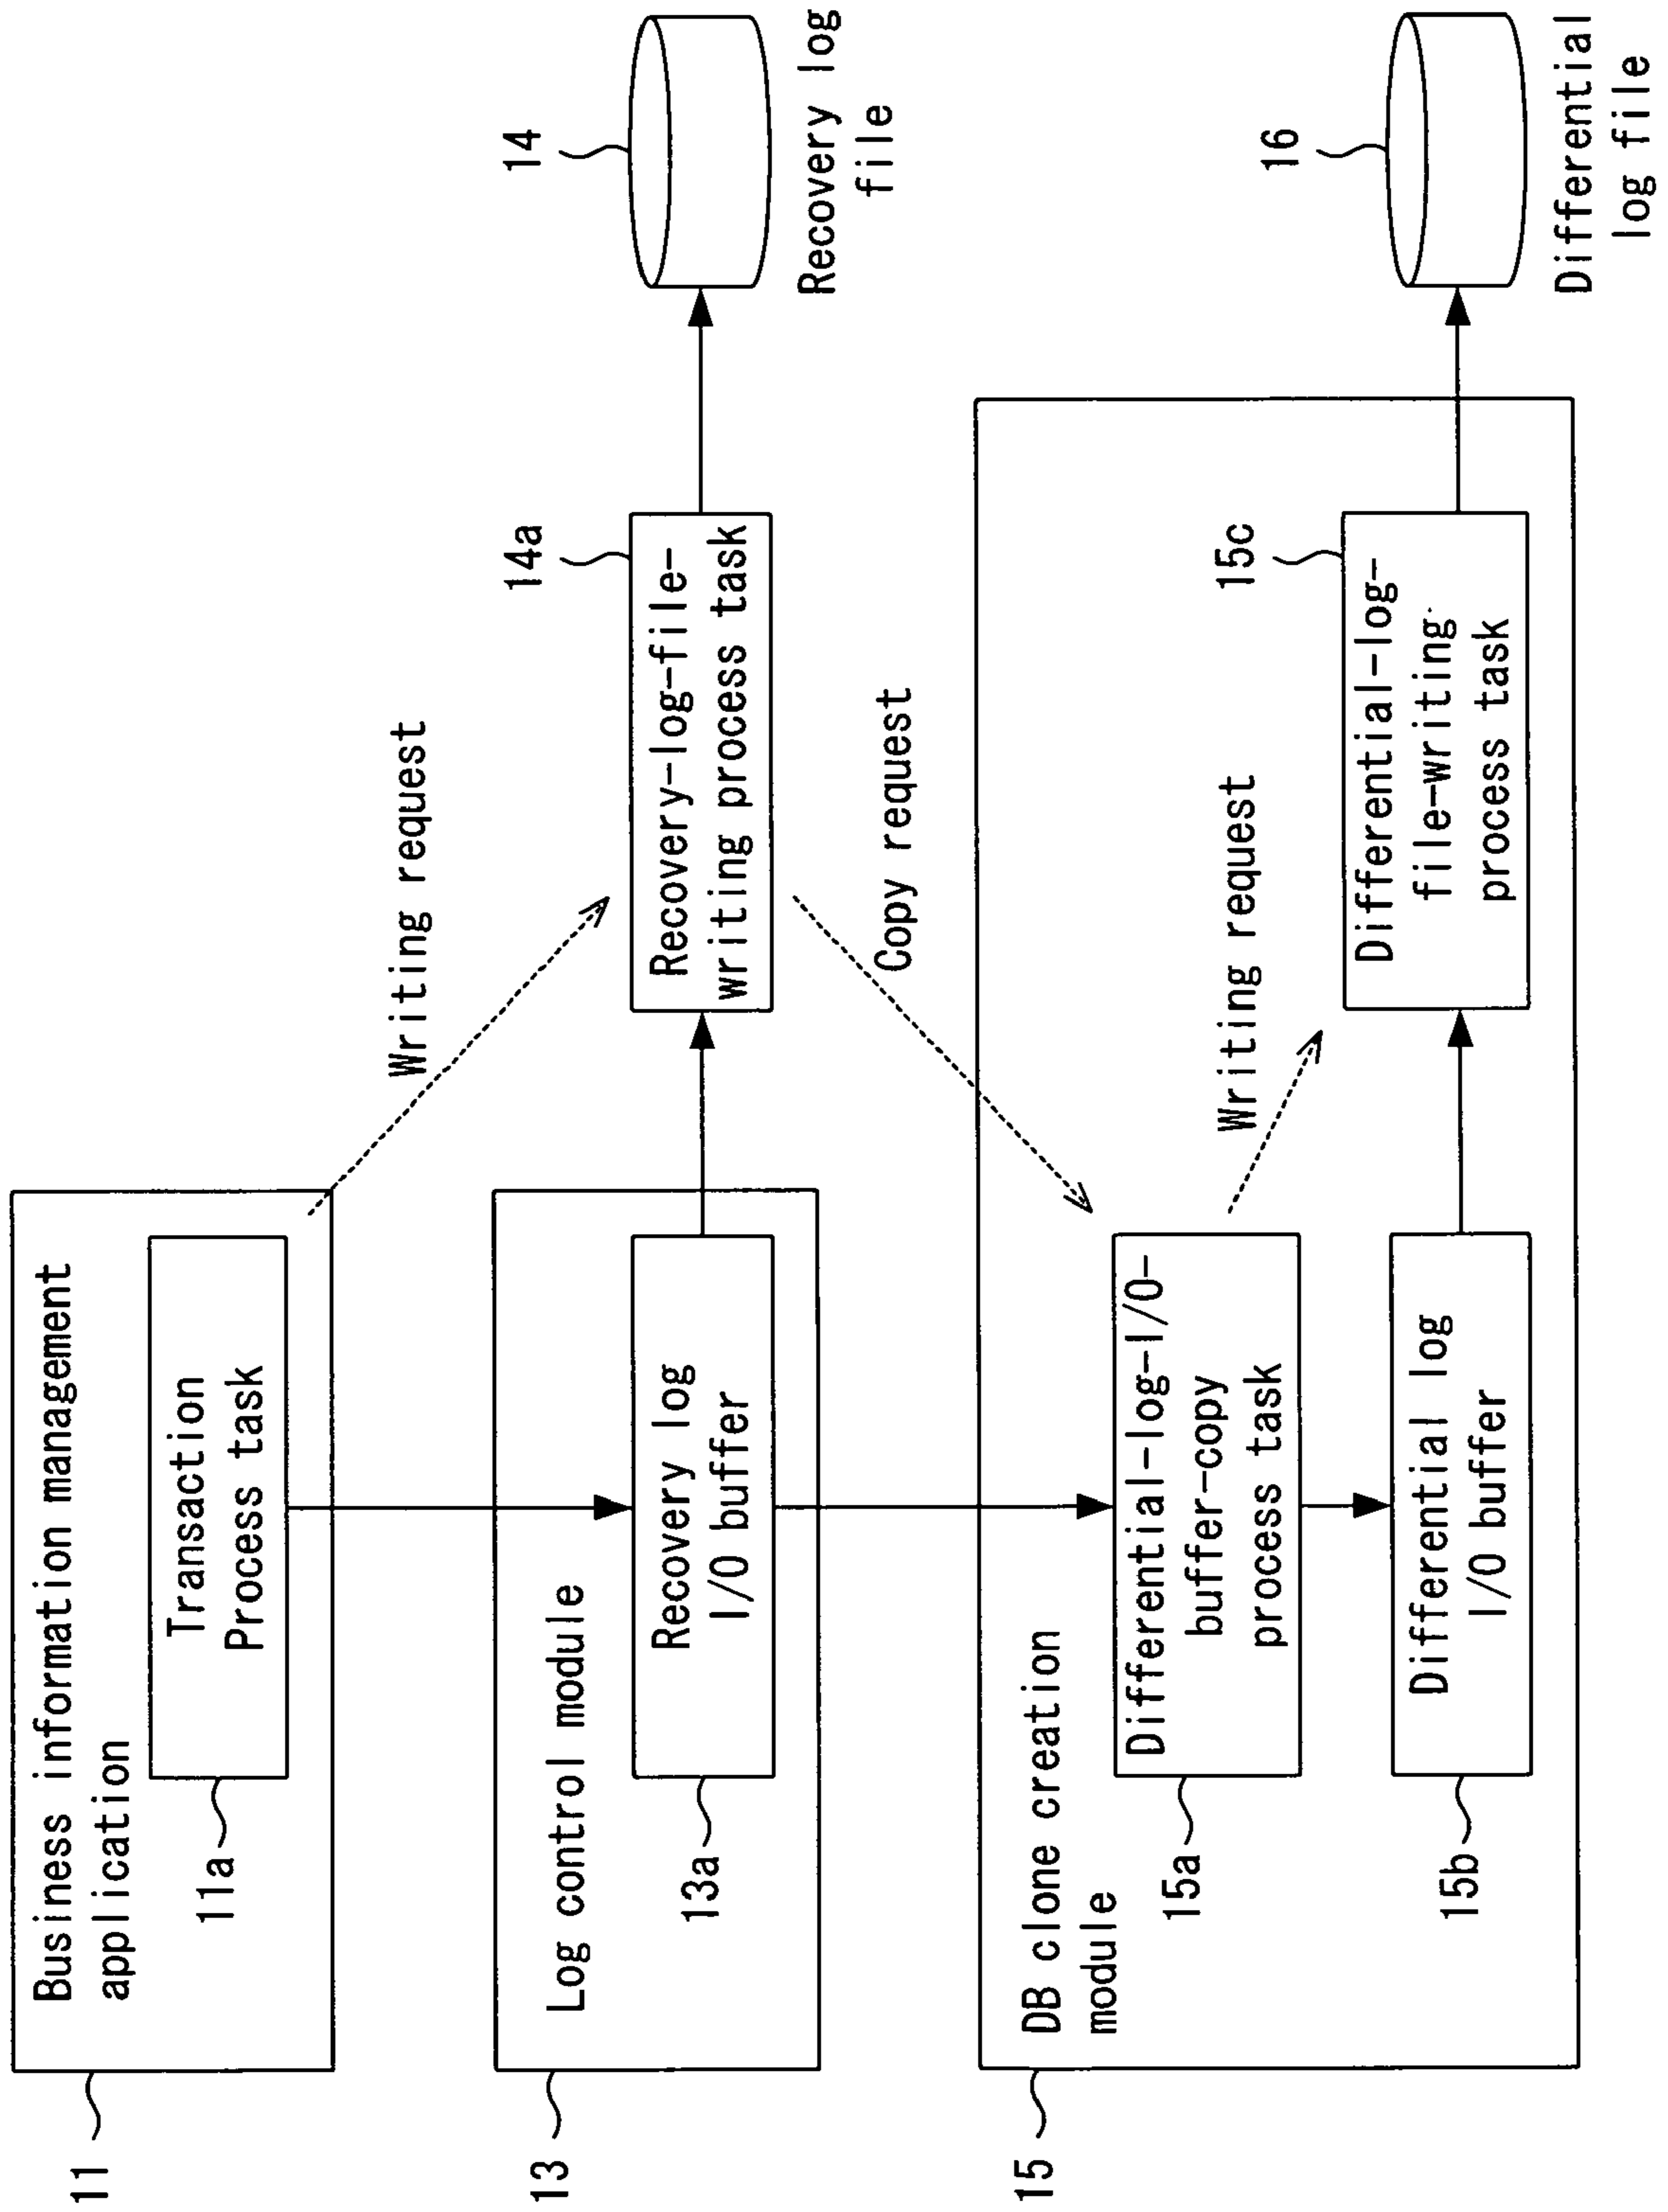 11
Business information management
application
11a
Transaction
Process task
Writing request
13
Log control module
13a
Recovery log
I/O buffer
14a
Recovery-log-file-
writing process task
14
Recovery log
file
Copy request
15
DB clone creation
module
15a
Differential-log-I/O-
buffer-copy
process task
Writing request
15b
Differential log
I/O buffer
15c
Differential-log-
file-writing
process task
16
Differential
log file